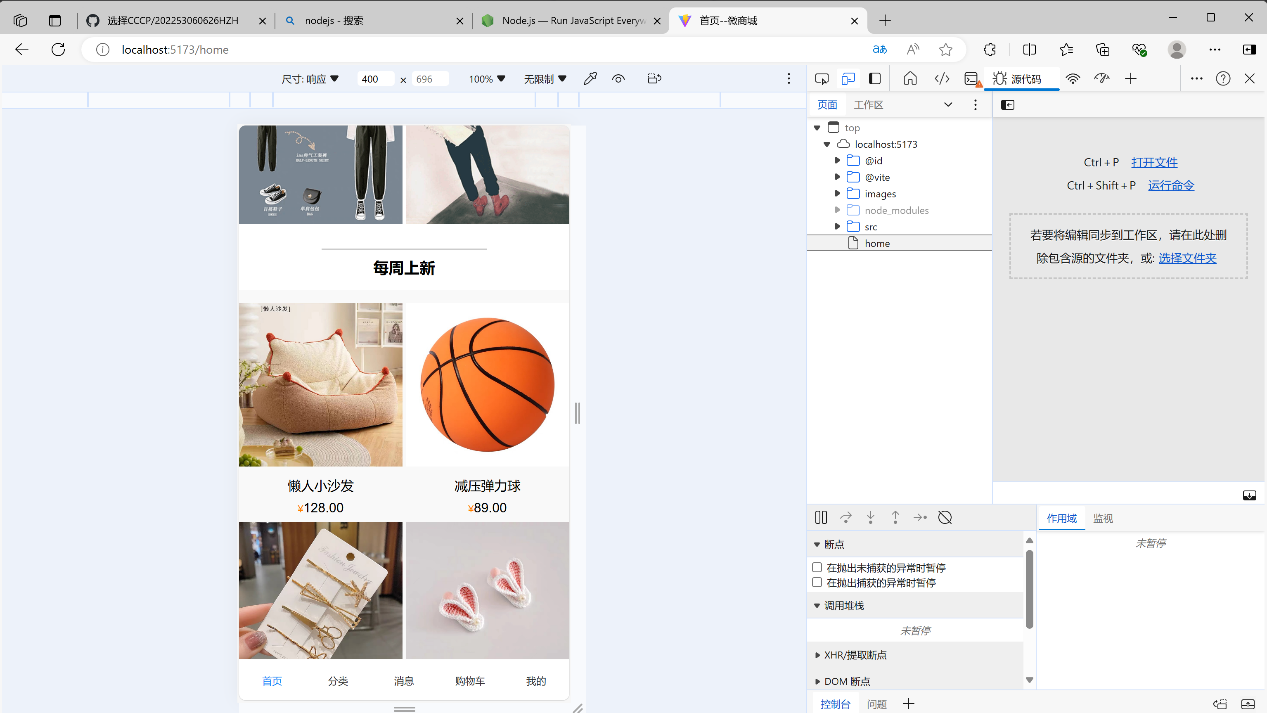 选择CCCP/202253060626HZH
nodejs - 搜索
Node.js — Run JavaScript Everyw
首页--微商城
localhost:5173/home
尺寸: 响应 400 × 696 100% 无限制
源代码
页面 工作区
top
localhost:5173
@id
@vite
images
node_modules
src
home
Ctrl + P 打开文件
Ctrl + Shift + P 运行命令
若要将编辑同步到工作区，请在此处删
除包含源的文件夹，或: 选择文件夹
每周上新
[懒人沙发]
懒人小沙发
¥128.00
减压弹力球
¥89.00
首页 分类 消息 购物车 我的
断点
在抛出未捕获的异常时暂停
在抛出捕获的异常时暂停
调用堆栈
未暂停
XHR/提取断点
DOM 断点
作用域 监视
未暂停
控制台 问题